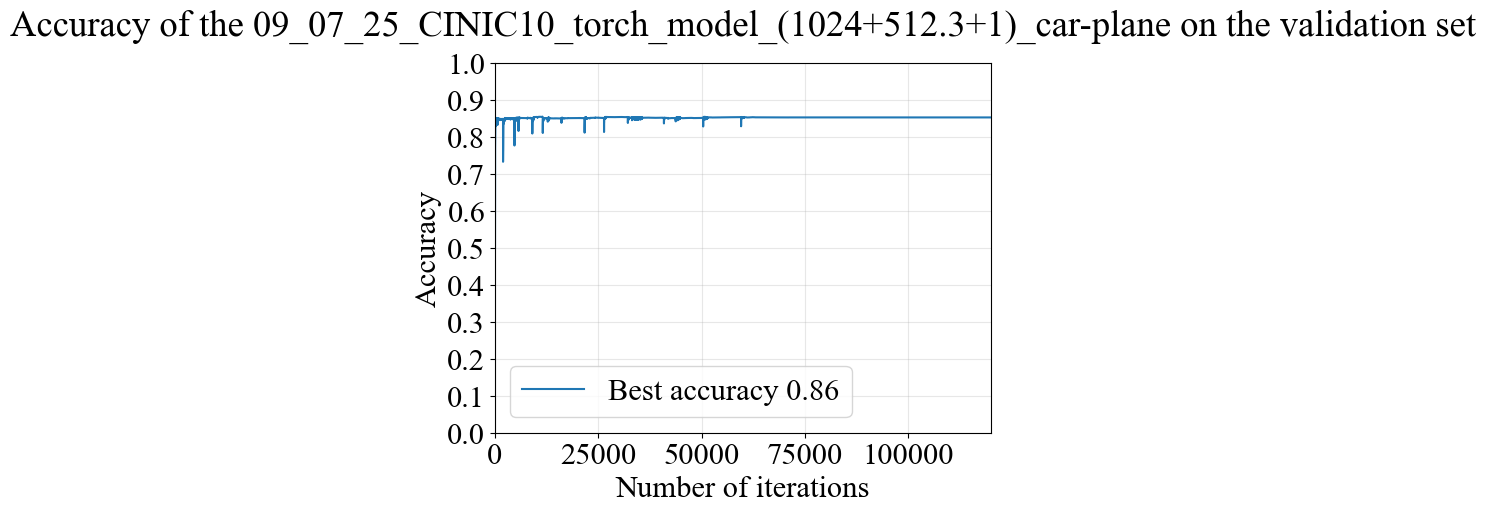 Accuracy of the 09_07_25_CINIC10_torch_model_(1024+512.3+1)_car-plane on the validation set
1.0
0.9
0.8
0.7
0.6
0.5
0.4
0.3
0.2
0.1
0.0
Accuracy
Best accuracy 0.86
0 25000 50000 75000 100000
Number of iterations